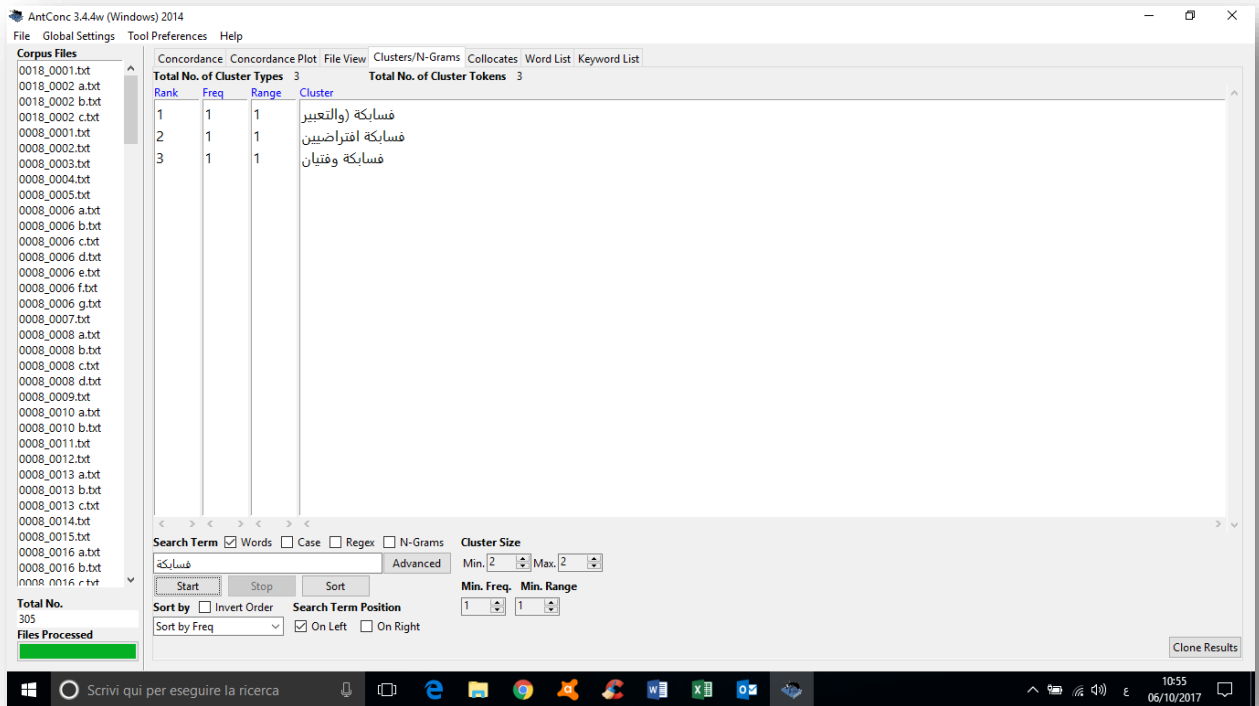 AntConc 3.4.4w (Windows) 2014
File Global Settings Tool Preferences Help
Corpus Files
0018_0001.txt
0018_0002 a.txt
0018_0002 b.txt
0018_0002 c.txt
0008_0001.txt
0008_0002.txt
0008_0003.txt
0008_0004.txt
0008_0005.txt
0008_0006 a.txt
0008_0006 b.txt
0008_0006 c.txt
0008_0006 d.txt
0008_0006 e.txt
0008_0006 f.txt
0008_0006 g.txt
0008_0007.txt
0008_0008 a.txt
0008_0008 b.txt
0008_0008 c.txt
0008_0008 d.txt
0008_0009.txt
0008_0010 a.txt
0008_0010 b.txt
0008_0011.txt
0008_0012.txt
0008_0013 a.txt
0008_0013 b.txt
0008_0013 c.txt
0008_0014.txt
0008_0015.txt
0008_0016 a.txt
0008_0016 b.txt
0008_0016 c.txt
Total No.
305
Files Processed
Concordance Concordance Plot File View Clusters/N-Grams Collocates Word List Keyword List
Total No. of Cluster Types 3 Total No. of Cluster Tokens 3
Rank Freq Range Cluster
1 1 1 فسابكة (والتعبير
2 1 1 فسابكة افتراضيين
3 1 1 فسابكة وفتيان
Search Term Words Case Regex N-Grams Cluster Size
فسابكة Advanced Min. 2 Max. 2
Start Stop Sort Min. Freq. Min. Range
Sort by Invert Order Search Term Position 1 1
Sort by Freq On Left On Right
Clone Results
Scrivi qui per eseguire la ricerca
ع
10:55
06/10/2017